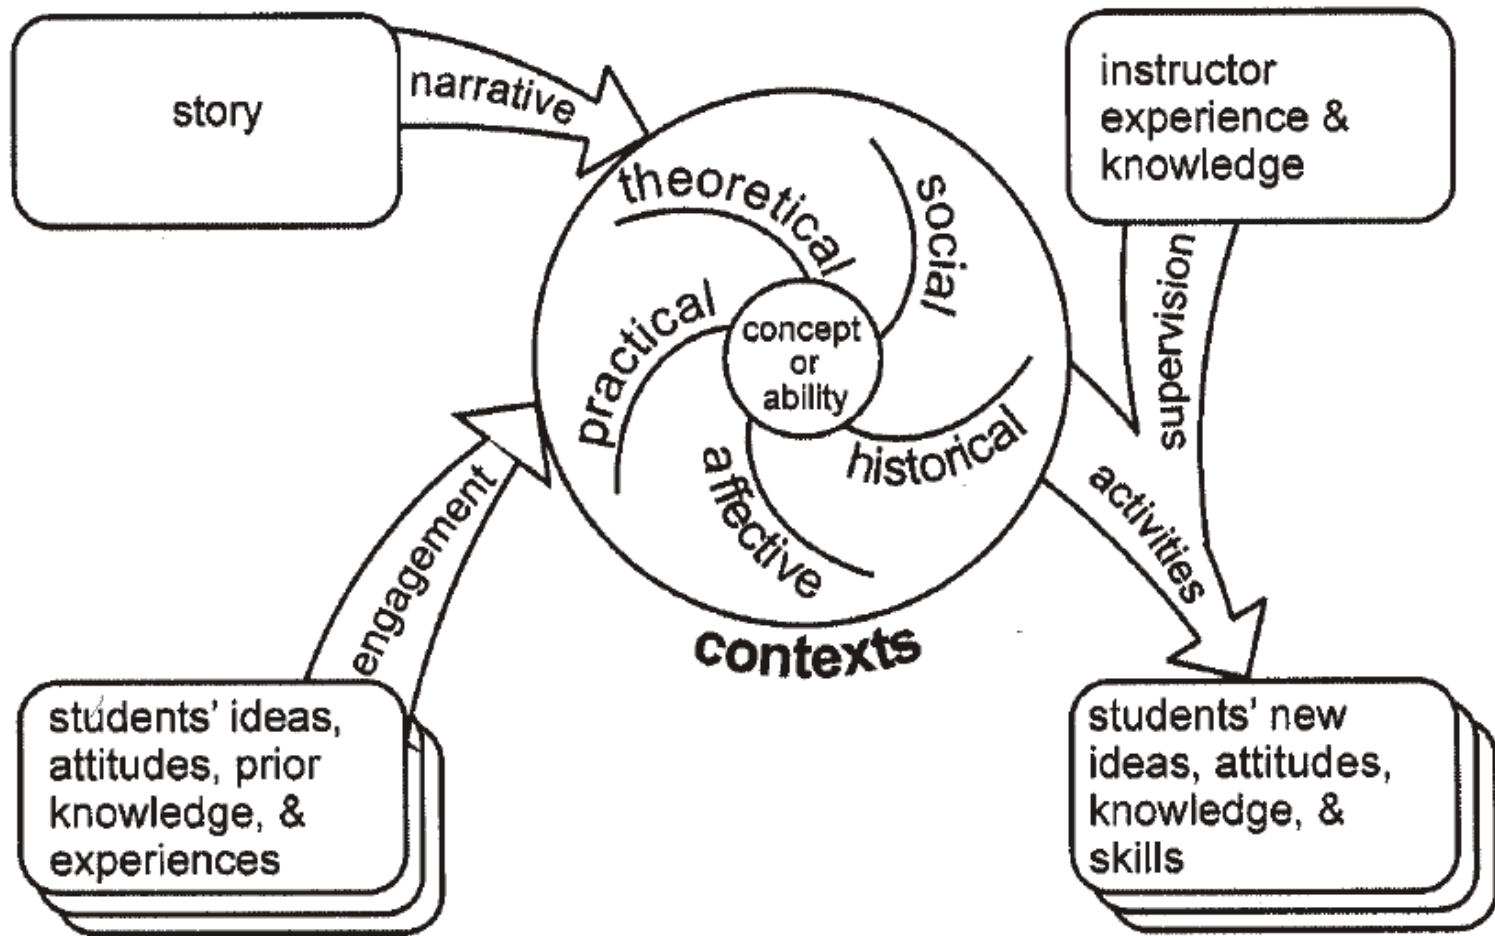 story
narrative
instructor
experience &
knowledge
theoretical
social
practical
concept
or
ability
supervision
historical
affective
activities
engagement
contexts
students' ideas,
attitudes, prior
knowledge, &
experiences
students' new
ideas, attitudes,
knowledge, &
skills